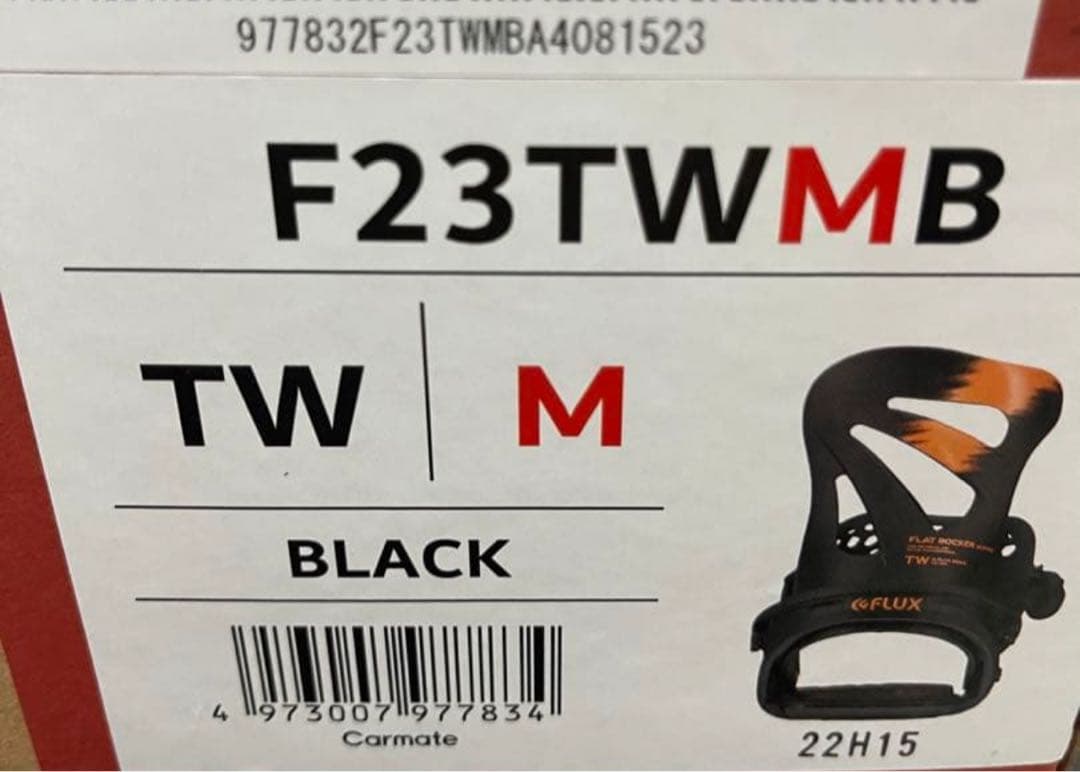 977832F23TWMBA4081523
F23TWMB
TW M
BLACK
4 973007 977834
Carmate
FLAT ROCKER
TW
FLUX
22H15